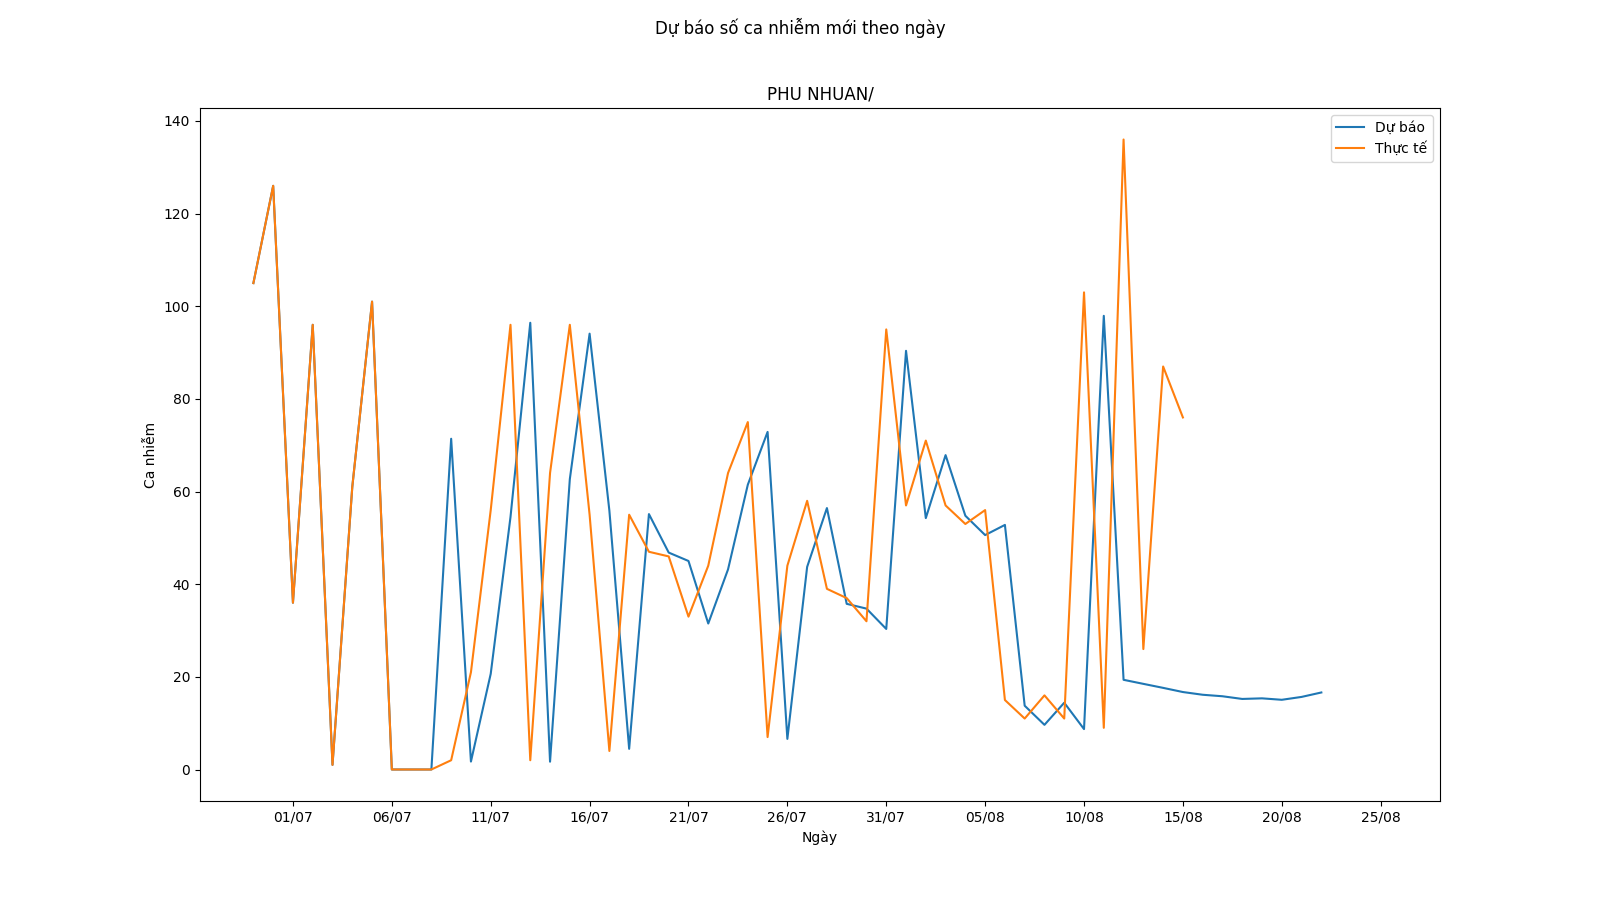 Dự báo số ca nhiễm mới theo ngày
PHU NHUAN/
Dự báo
Thực tế
Ca nhiễm
140
120
100
80
60
40
20
0
01/07 06/07 11/07 16/07 21/07 26/07 31/07 05/08 10/08 15/08 20/08 25/08
Ngày